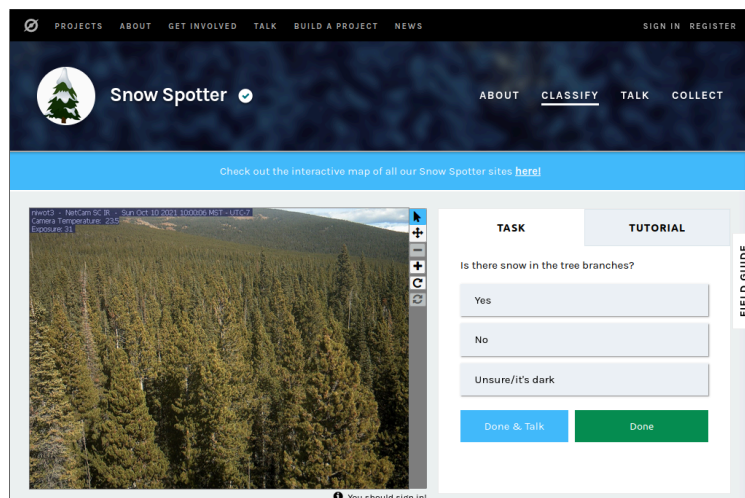 PROJECTS ABOUT GET INVOLVED TALK BUILD A PROJECT NEWS SIGN IN REGISTER
Snow Spotter ABOUT CLASSIFY TALK COLLECT
Check out the interactive map of all our Snow Spotter sites here!
niwot3 - NetCam SC IR - Sun Oct 10 2021 10:00:06 MST - UTC-7
Camera Temperature: 23.5
Exposure: 31
TASK TUTORIAL
Is there snow in the tree branches?
Yes
No
Unsure/it's dark
Done & Talk Done
FIELD GUIDE
You should sign in!